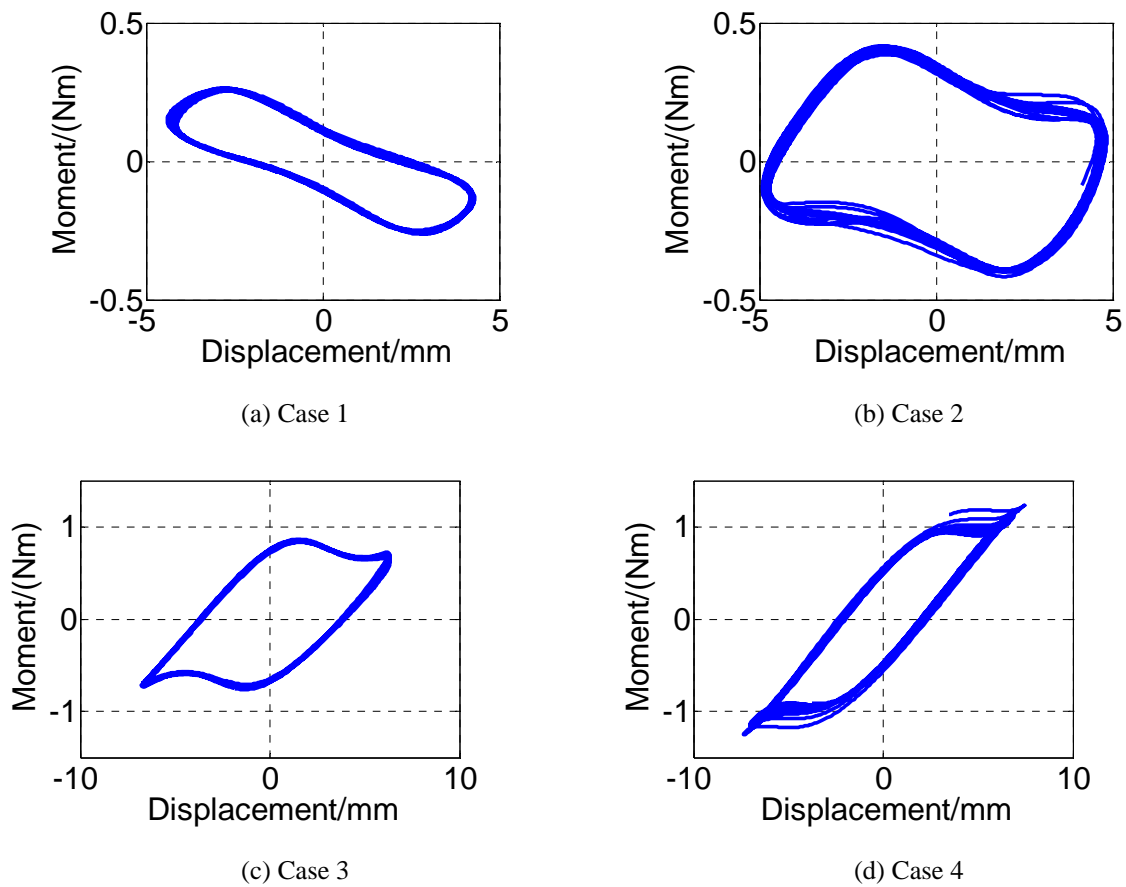 0.5
0
-0.5
-5
0
5
Moment/(Nm)
Displacement/mm
(a) Case 1
0.5
0
-0.5
-5
0
5
Moment/(Nm)
Displacement/mm
(b) Case 2
1
0
-1
-10
0
10
Moment/(Nm)
Displacement/mm
(c) Case 3
1
0
-1
-10
0
10
Moment/(Nm)
Displacement/mm
(d) Case 4